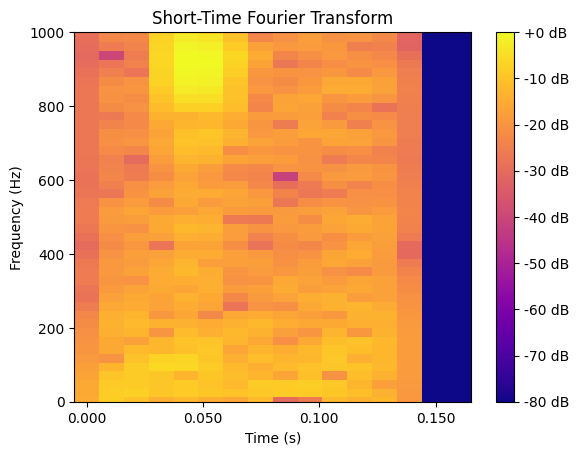 Short-Time Fourier Transform
1000
800
600
400
200
0
Frequency (Hz)
0.000
0.050
0.100
0.150
Time (s)
+0 dB
-10 dB
-20 dB
-30 dB
-40 dB
-50 dB
-60 dB
-70 dB
-80 dB